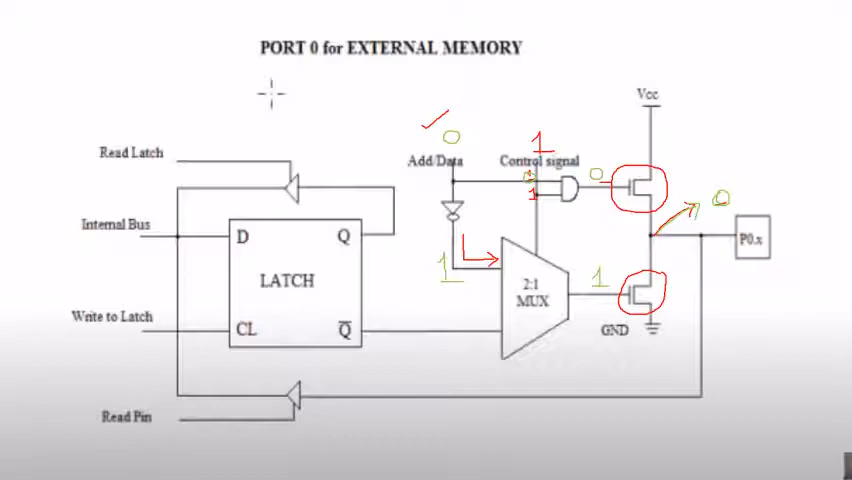 PORT 0 for EXTERNAL MEMORY
Vcc
0
1
Read Latch
Add/Data
Control signal
0
0
1
0
Internal Bus
D
Q
P0.x
1
LATCH
2:1
MUX
1
Write to Latch
CL
Q̅
GND
Read Pin